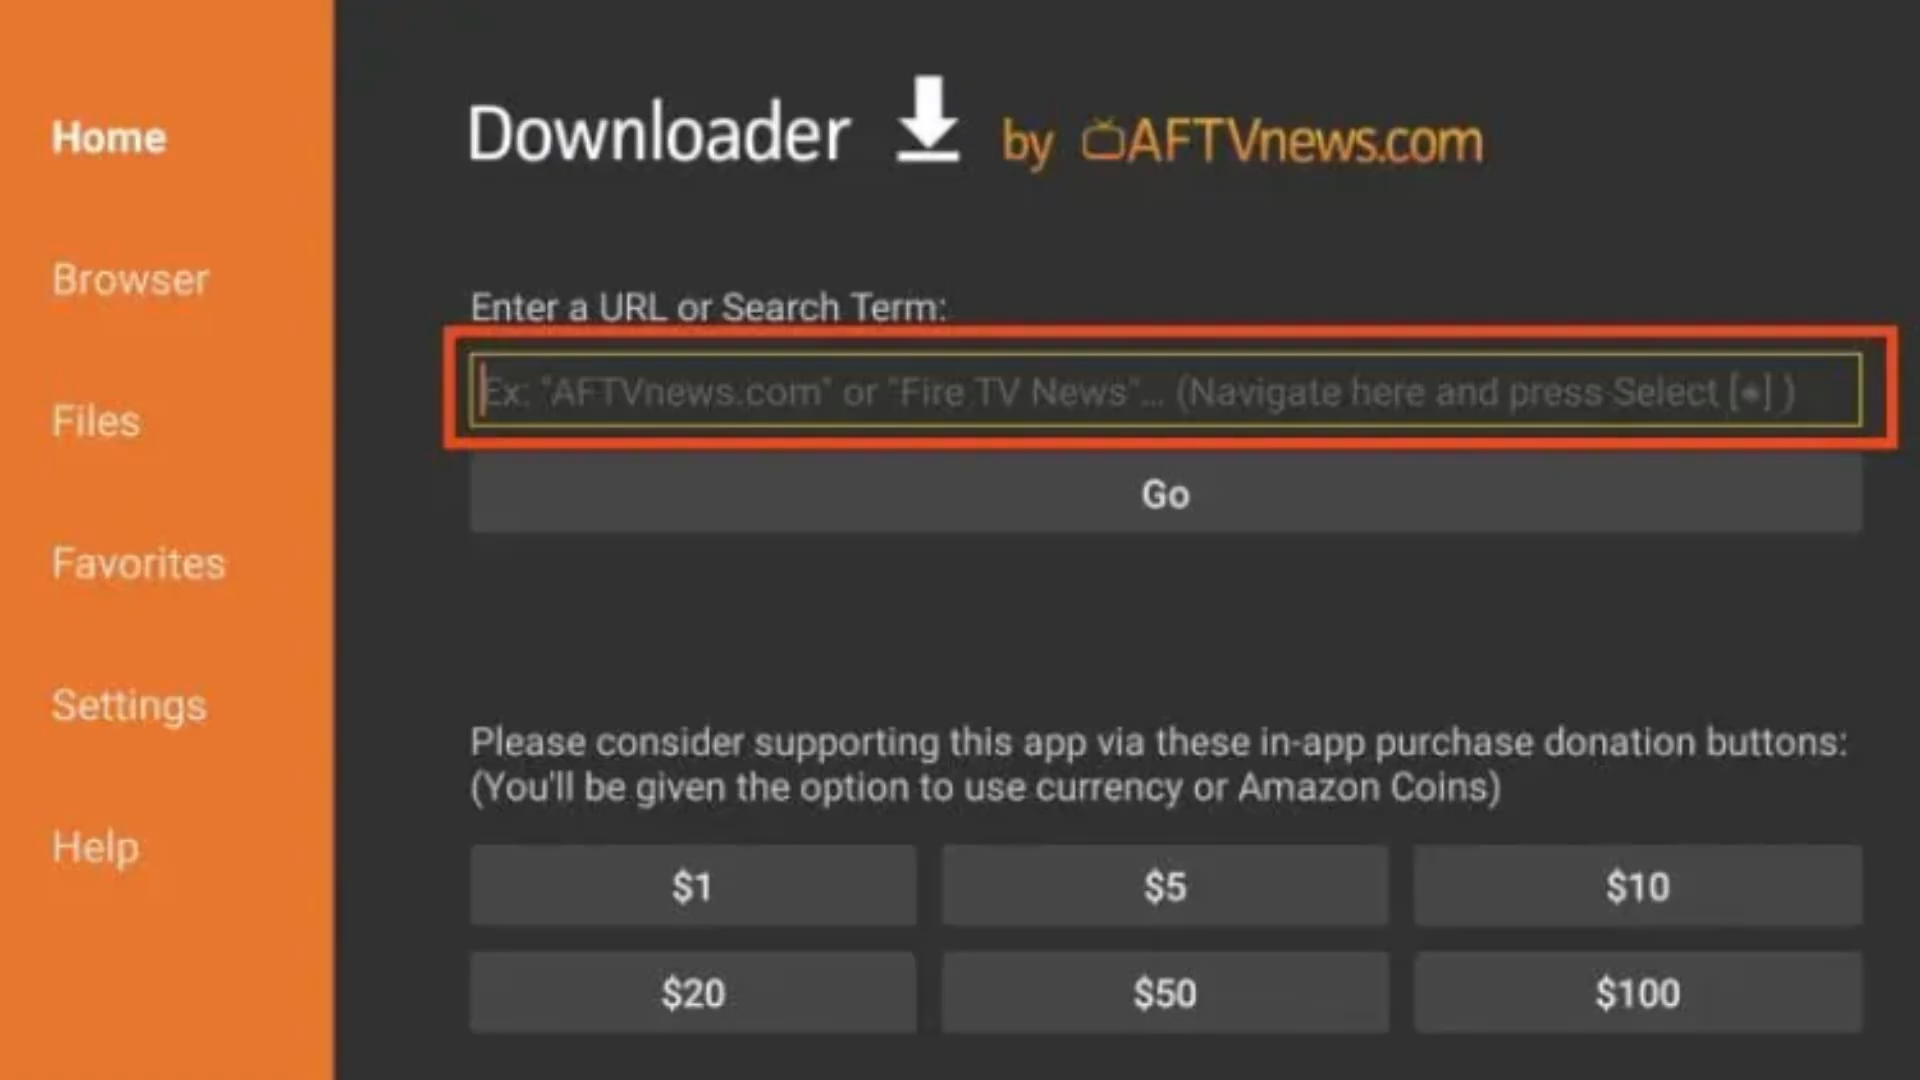 Home
Browser
Files
Favorites
Settings
Help
Downloader by AFTVnews.com
Enter a URL or Search Term:
Ex: "AFTVnews.com" or "Fire TV News"... (Navigate here and press Select [●] )
Go
Please consider supporting this app via these in-app purchase donation buttons:
(You'll be given the option to use currency or Amazon Coins)
$1 $5 $10
$20 $50 $100